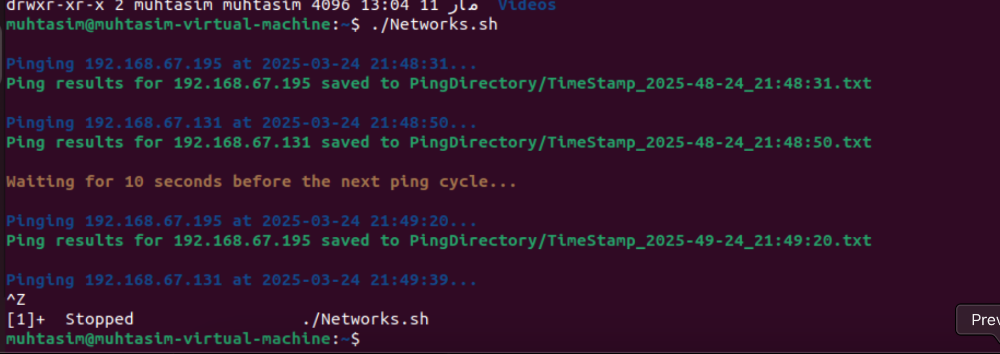 drwxr-xr-x 2 muhtasim muhtasim 4096 13:04 11 مار Videos
muhtasim@muhtasim-virtual-machine:~$ ./Networks.sh
Pinging 192.168.67.195 at 2025-03-24 21:48:31...
Ping results for 192.168.67.195 saved to PingDirectory/TimeStamp_2025-48-24_21:48:31.txt
Pinging 192.168.67.131 at 2025-03-24 21:48:50...
Ping results for 192.168.67.131 saved to PingDirectory/TimeStamp_2025-48-24_21:48:50.txt
Waiting for 10 seconds before the next ping cycle...
Pinging 192.168.67.195 at 2025-03-24 21:49:20...
Ping results for 192.168.67.195 saved to PingDirectory/TimeStamp_2025-49-24_21:49:20.txt
Pinging 192.168.67.131 at 2025-03-24 21:49:39...
^Z
[1]+  Stopped                 ./Networks.sh
muhtasim@muhtasim-virtual-machine:~$